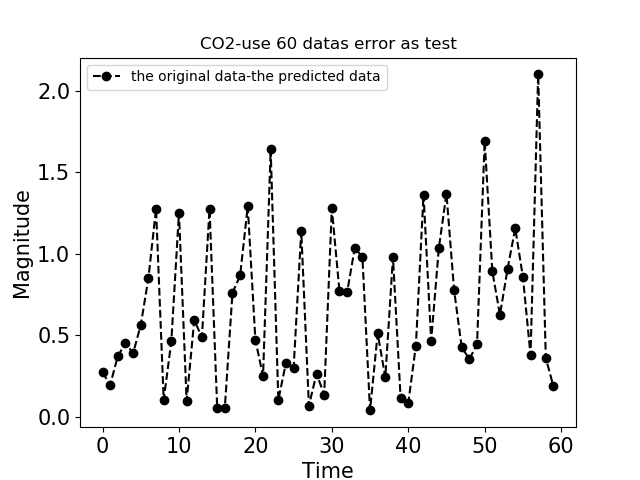 CO2-use 60 datas error as test
the original data-the predicted data
Magnitude
2.0
1.5
1.0
0.5
0.0
0 10 20 30 40 50 60
Time